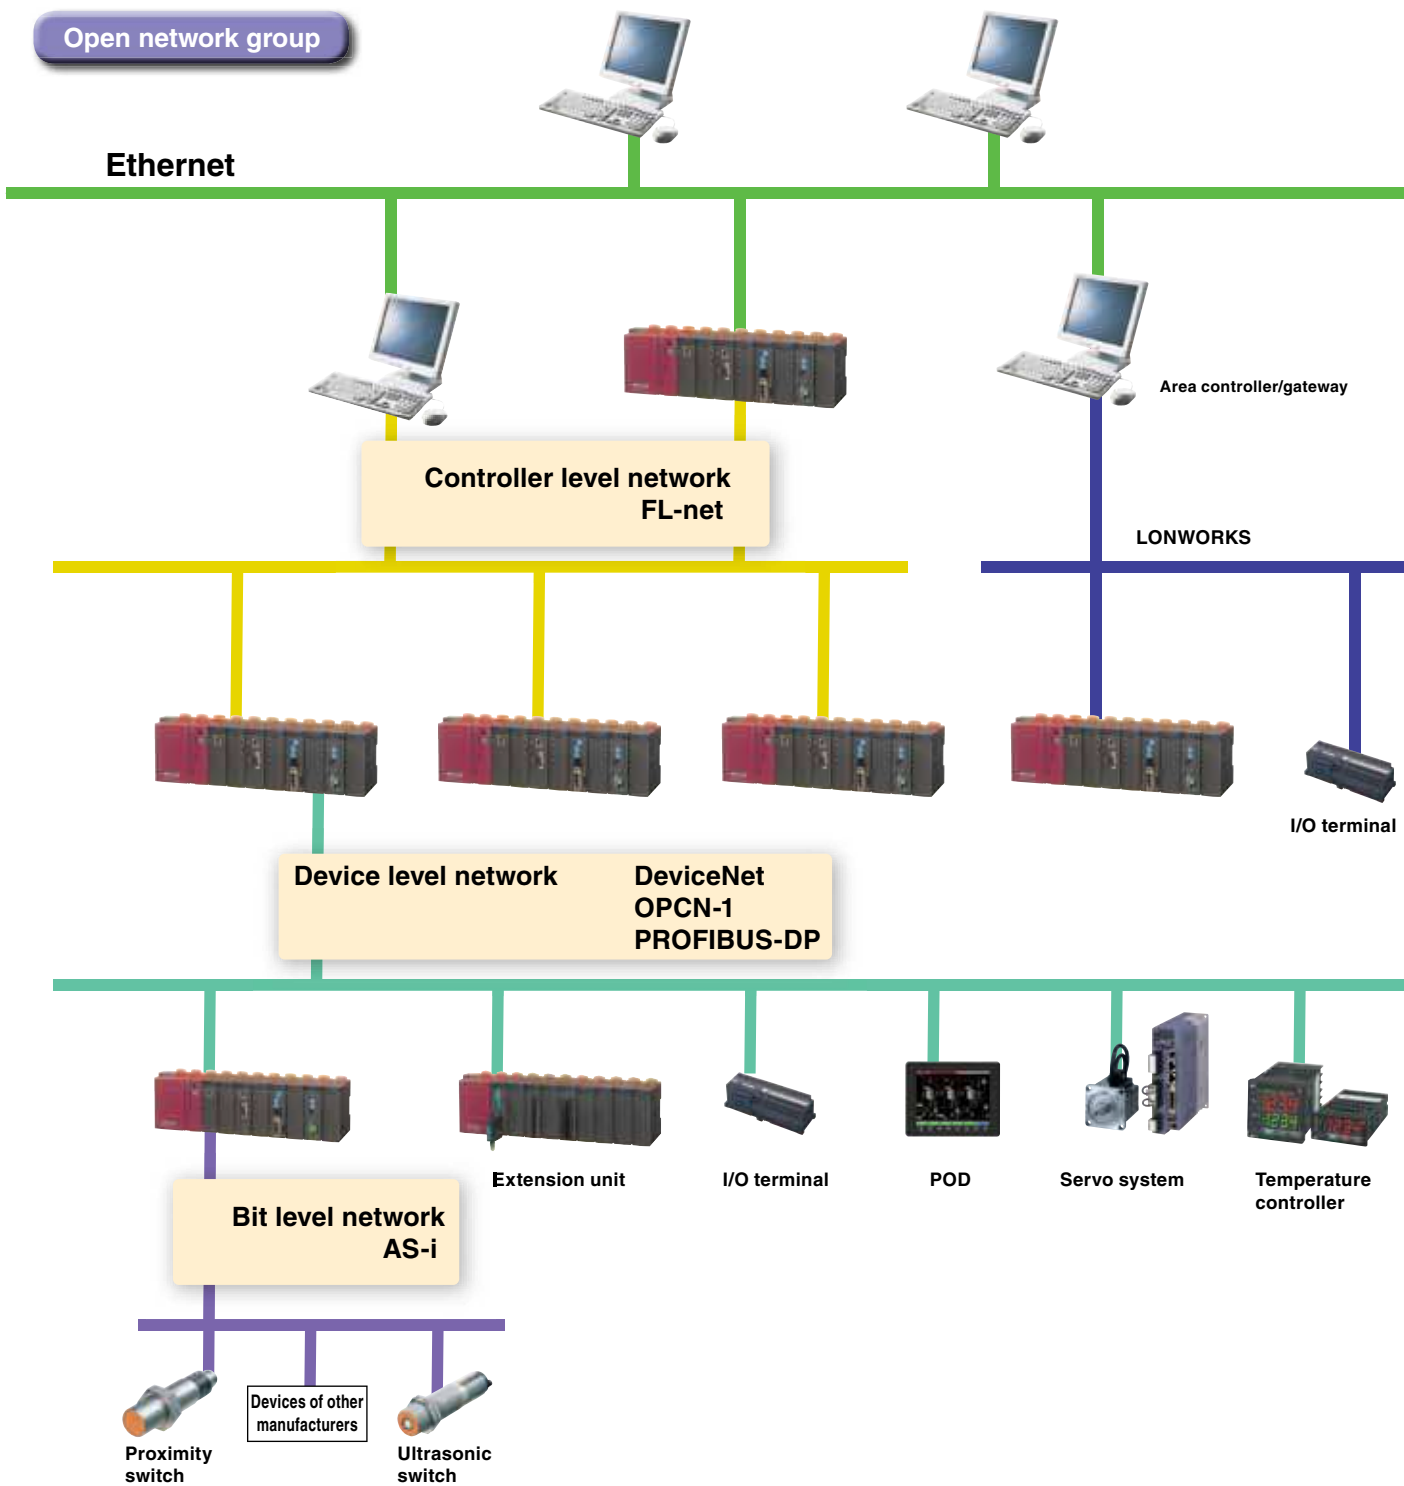 Open network group
Ethernet
Area controller/gateway
Controller level network
FL-net
LONWORKS
I/O terminal
Device level network
DeviceNet
OPCN-1
PROFIBUS-DP
Extension unit
I/O terminal
POD
Servo system
Temperature
controller
Bit level network
AS-i
Devices of other
manufacturers
Proximity
switch
Ultrasonic
switch